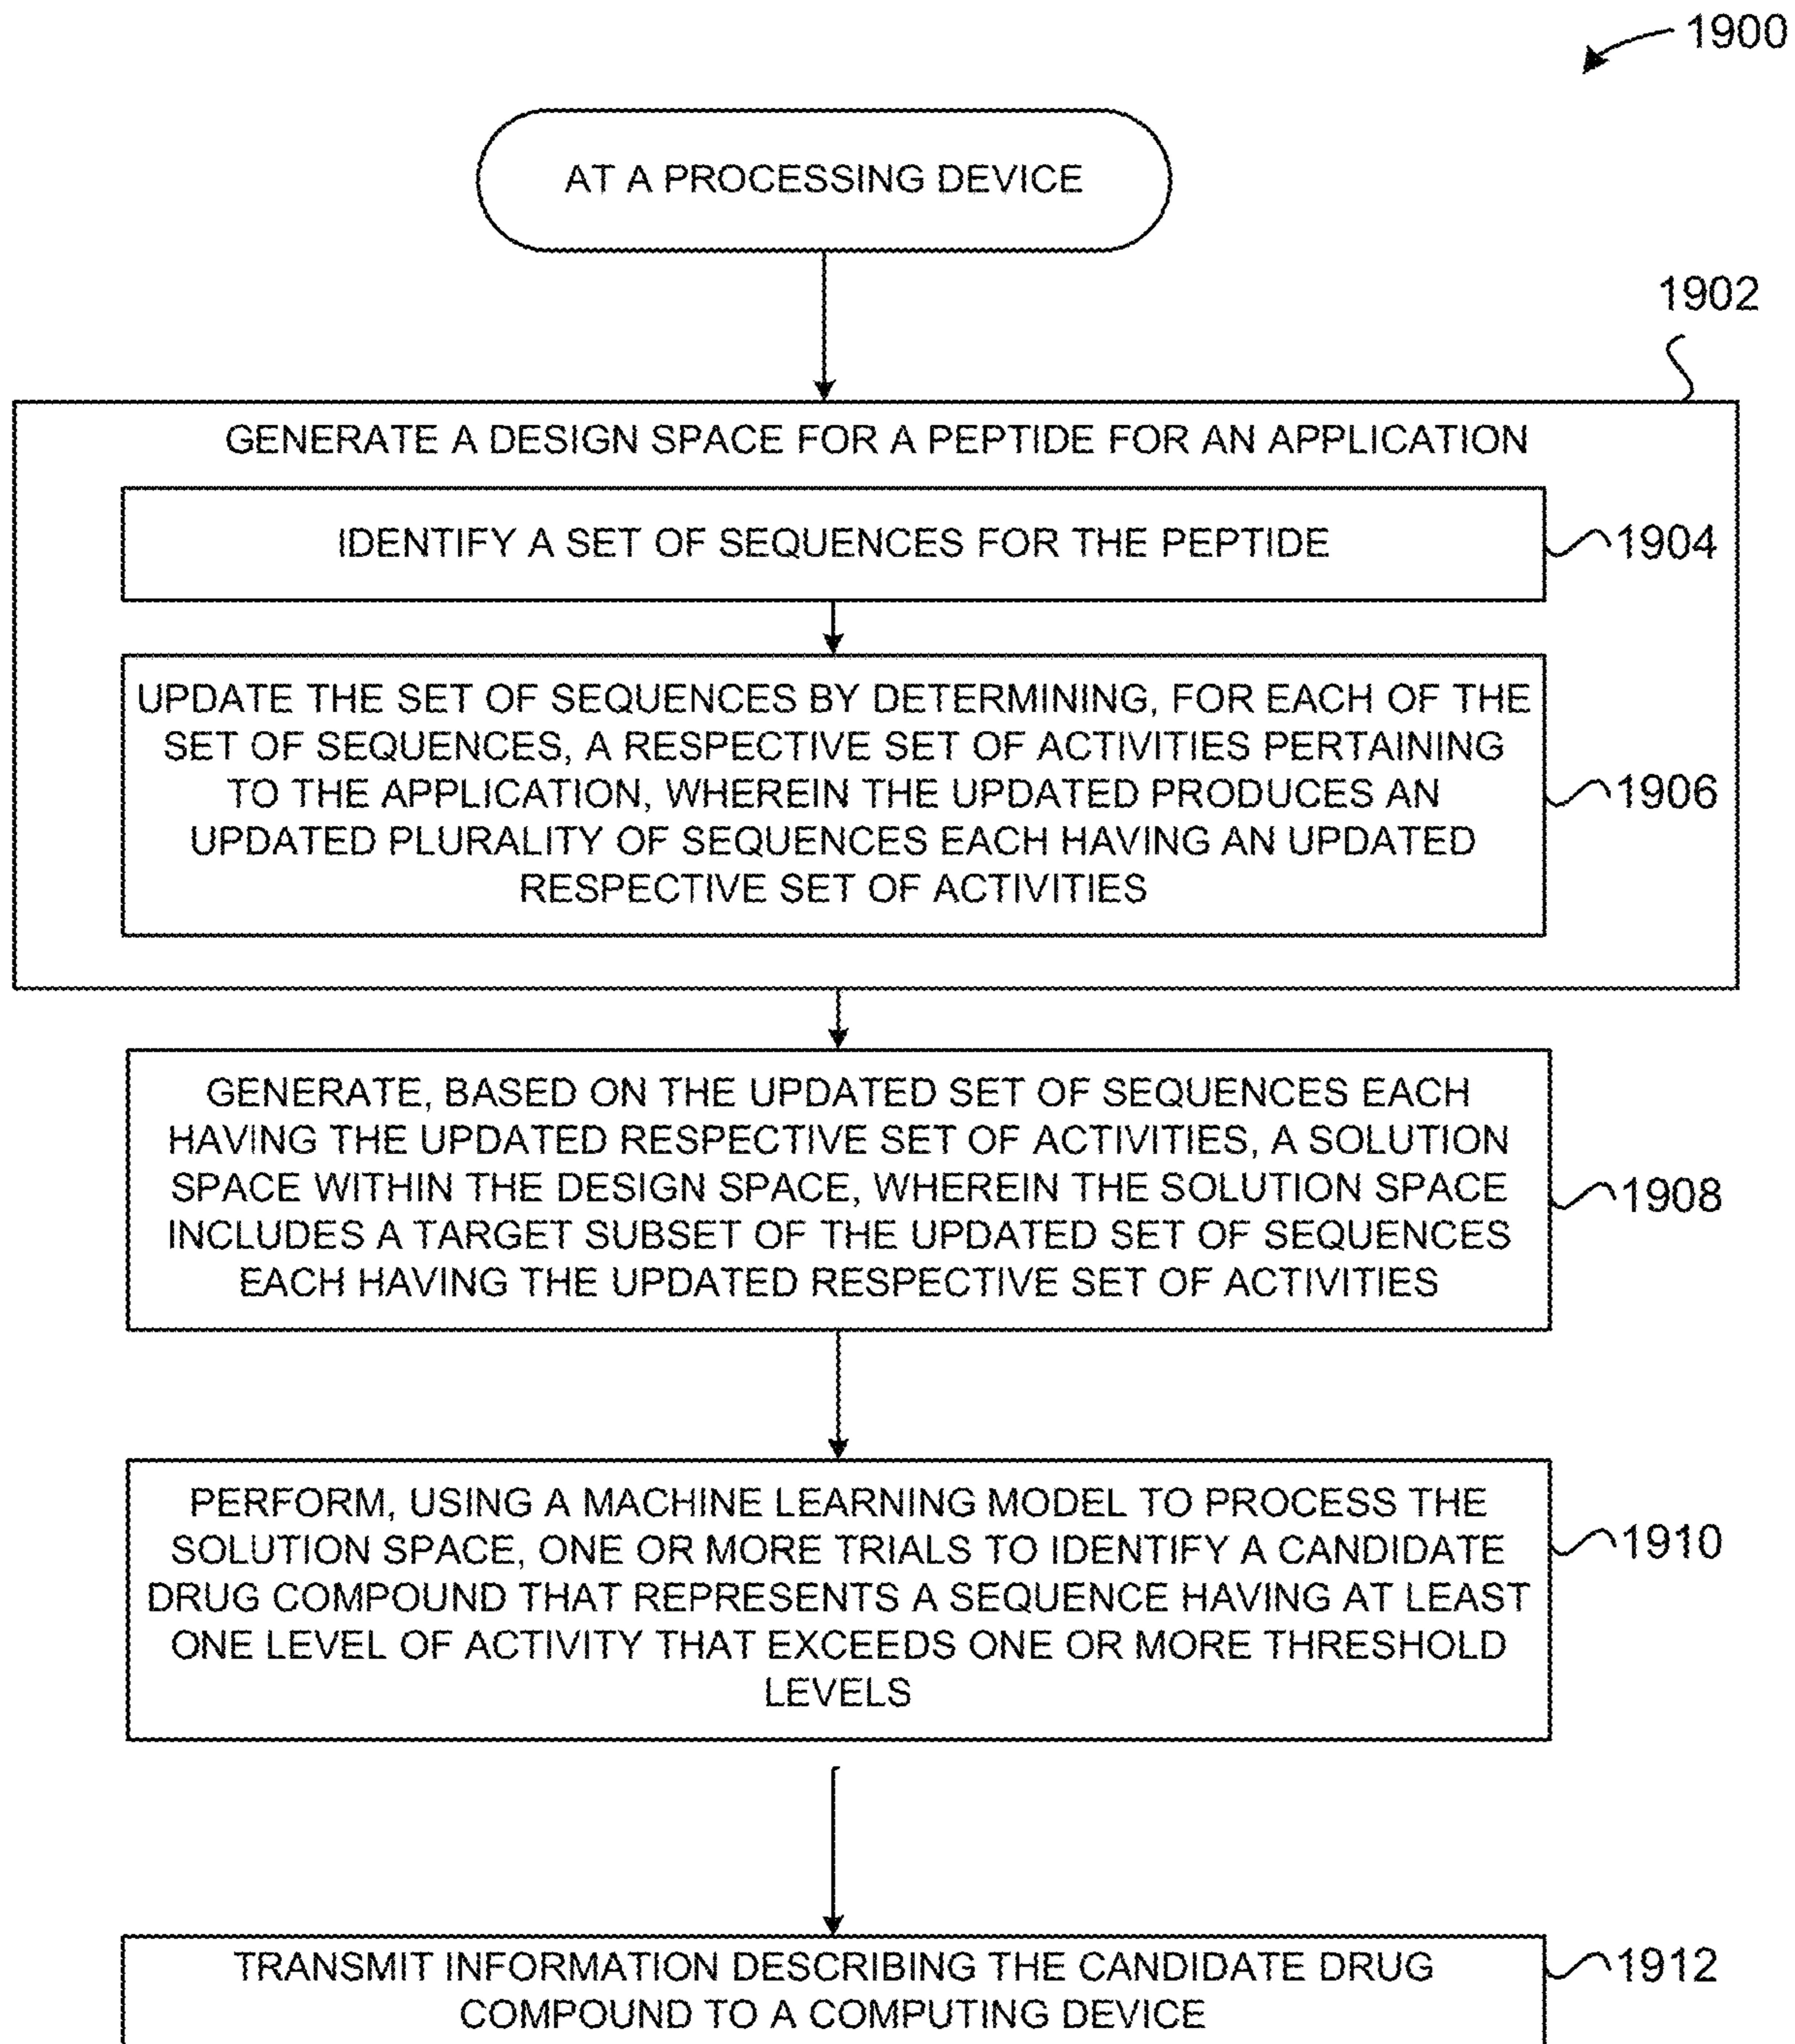 1900
AT A PROCESSING DEVICE
1902
GENERATE A DESIGN SPACE FOR A PEPTIDE FOR AN APPLICATION
IDENTIFY A SET OF SEQUENCES FOR THE PEPTIDE
1904
UPDATE THE SET OF SEQUENCES BY DETERMINING, FOR EACH OF THE
SET OF SEQUENCES, A RESPECTIVE SET OF ACTIVITIES PERTAINING
TO THE APPLICATION, WHEREIN THE UPDATED PRODUCES AN
UPDATED PLURALITY OF SEQUENCES EACH HAVING AN UPDATED
RESPECTIVE SET OF ACTIVITIES
1906
GENERATE, BASED ON THE UPDATED SET OF SEQUENCES EACH
HAVING THE UPDATED RESPECTIVE SET OF ACTIVITIES, A SOLUTION
SPACE WITHIN THE DESIGN SPACE, WHEREIN THE SOLUTION SPACE
INCLUDES A TARGET SUBSET OF THE UPDATED SET OF SEQUENCES
EACH HAVING THE UPDATED RESPECTIVE SET OF ACTIVITIES
1908
PERFORM, USING A MACHINE LEARNING MODEL TO PROCESS THE
SOLUTION SPACE, ONE OR MORE TRIALS TO IDENTIFY A CANDIDATE
DRUG COMPOUND THAT REPRESENTS A SEQUENCE HAVING AT LEAST
ONE LEVEL OF ACTIVITY THAT EXCEEDS ONE OR MORE THRESHOLD
LEVELS
1910
TRANSMIT INFORMATION DESCRIBING THE CANDIDATE DRUG
COMPOUND TO A COMPUTING DEVICE
1912